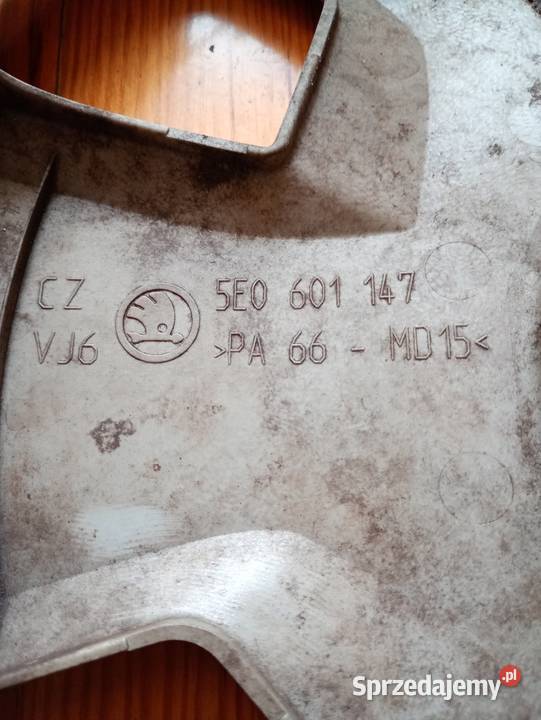 CZ 5E0 601 147
VJ6 >PA 66 - MD15<
Sprzedajemy.pl